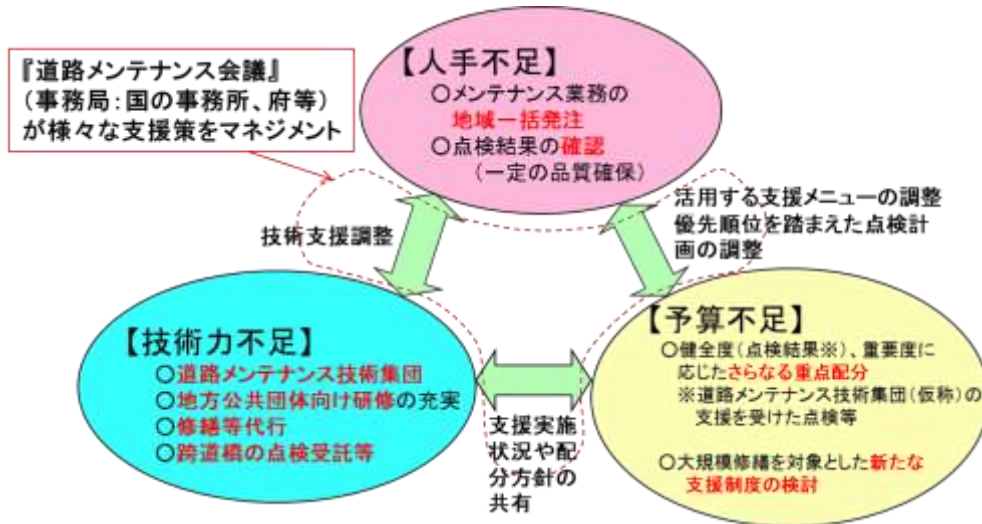 『道路メンテナンス会議』
（事務局：国の事務所、府等）
が様々な支援策をマネジメント
【人手不足】
○メンテナンス業務の
地域一括発注
○点検結果の確認
（一定の品質確保）
技術支援調整
活用する支援メニューの調整
優先順位を踏まえた点検計
画の調整
【技術力不足】
○道路メンテナンス技術集団
○地方公共団体向け研修の充実
○修繕等代行
○跨道橋の点検受託等
支援実施
状況や配
分方針の
共有
【予算不足】
○健全度（点検結果※）、重要度に
応じたさらなる重点配分
※道路メンテナンス技術集団（仮称）の
支援を受けた点検等
○大規模修繕を対象とした新たな
支援制度の検討